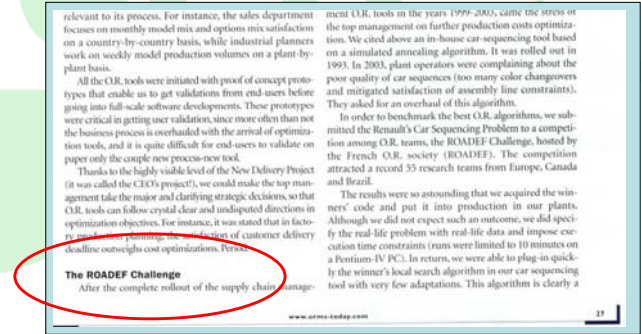 relevant to its process. For instance, the sales department
focuses on monthly model mix and options mix satisfaction
on a country-by-country basis, while industrial planners
work on weekly model production volumes on a plant-by-
plant basis.
All the O.R. tools were initiated with proof of concept proto-
types that enable us to get validations from end-users before
going into full-scale software developments. These prototypes
were critical in getting user validation, since more often than not
the business process is overhauled with the arrival of optimiza-
tion tools, and it is quite difficult for end-users to validate on
paper only the couple new process-new tool.
Thanks to the highly visible level of the New Delivery Project
(it was called the CEO's project!), we could make the top man-
agement take the major and clarifying strategic decisions, so that
O.R. tools can follow crystal clear and undisputed directions in
optimization objectives. For instance, it was stated that in facto-
ry production planning, the satisfaction of customer delivery
deadline outweighs cost optimizations. Period.
The ROADEF Challenge
After the complete rollout of the supply chain manage-
ment O.R. tools in the years 1999-2003, came the stress of
the top management on further production costs optimiza-
tion. We cited above an in-house car-sequencing tool based
on a simulated annealing algorithm. It was rolled out in
1993. In 2003, plant operators were complaining about the
poor quality of car sequences (too many color changeovers
and mitigated satisfaction of assembly line constraints).
They asked for an overhaul of this algorithm.
In order to benchmark the best O.R. algorithms, we sub-
mitted the Renault's Car Sequencing Problem to a competi-
tion among O.R. teams, the ROADEF Challenge, hosted by
the French O.R. society (ROADEF). The competition
attracted a record 55 research teams from Europe, Canada
and Brazil.
The results were so astounding that we acquired the win-
ners' code and put it into production in our plants.
Although we did not expect such an outcome, we did speci-
fy the real-life problem with real-life data and impose exe-
cution time constraints (runs were limited to 10 minutes on
a Pentium-IV PC). In return, we were able to plug-in quick-
ly the winner's local search algorithm in our car sequencing
tool with very few adaptations. This algorithm is clearly a
www.orms-today.com
27